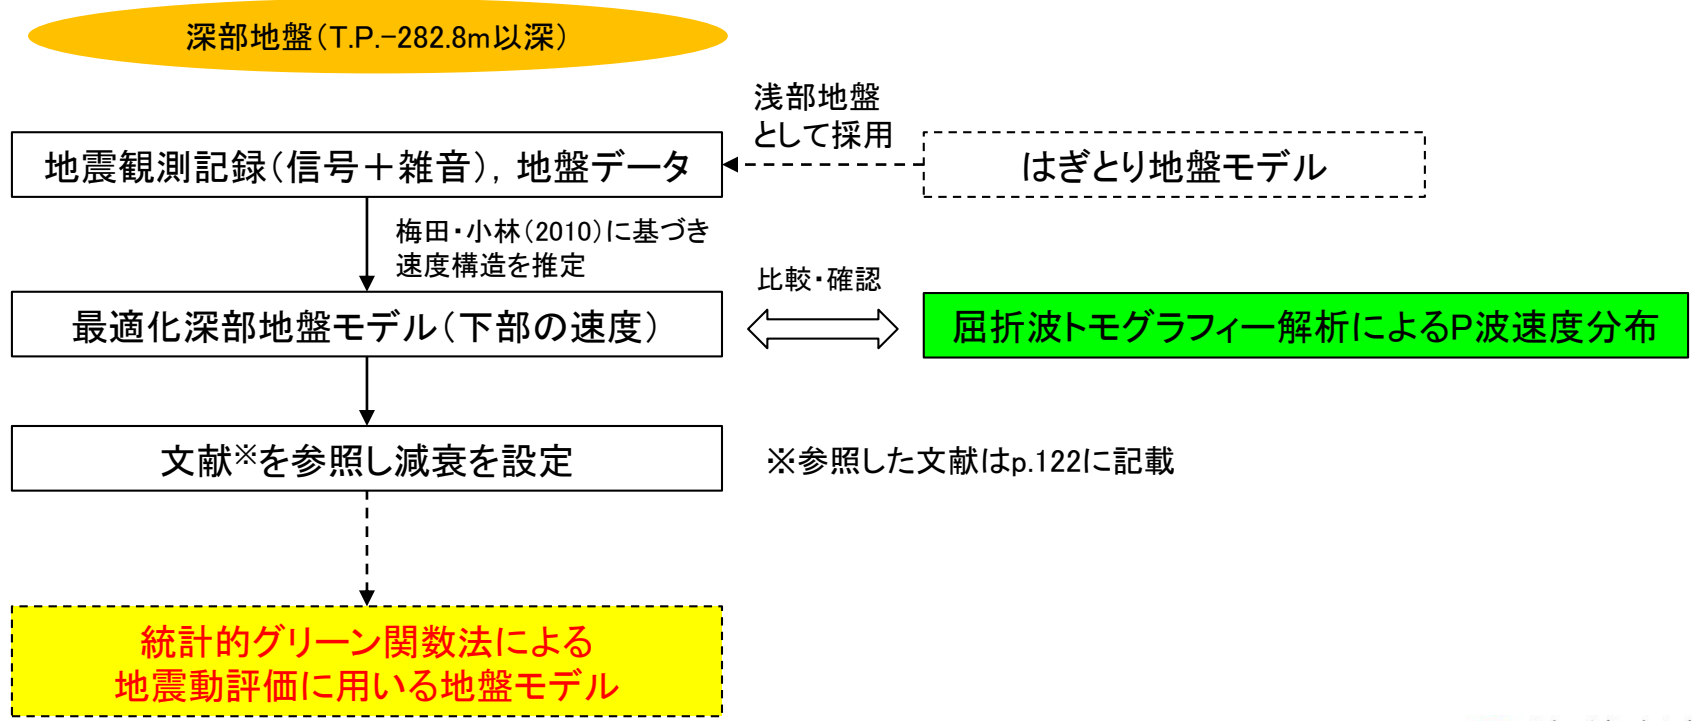 深部地盤（T.P.-282.8m以深）
浅部地盤
として採用
地震観測記録（信号＋雑音），地盤データ
はぎとり地盤モデル
梅田・小林（2010）に基づき
速度構造を推定
比較・確認
最適化深部地盤モデル（下部の速度）
屈折波トモグラフィー解析によるP波速度分布
文献※を参照し減衰を設定
※参照した文献はp.122に記載
統計的グリーン関数法による
地震動評価に用いる地盤モデル